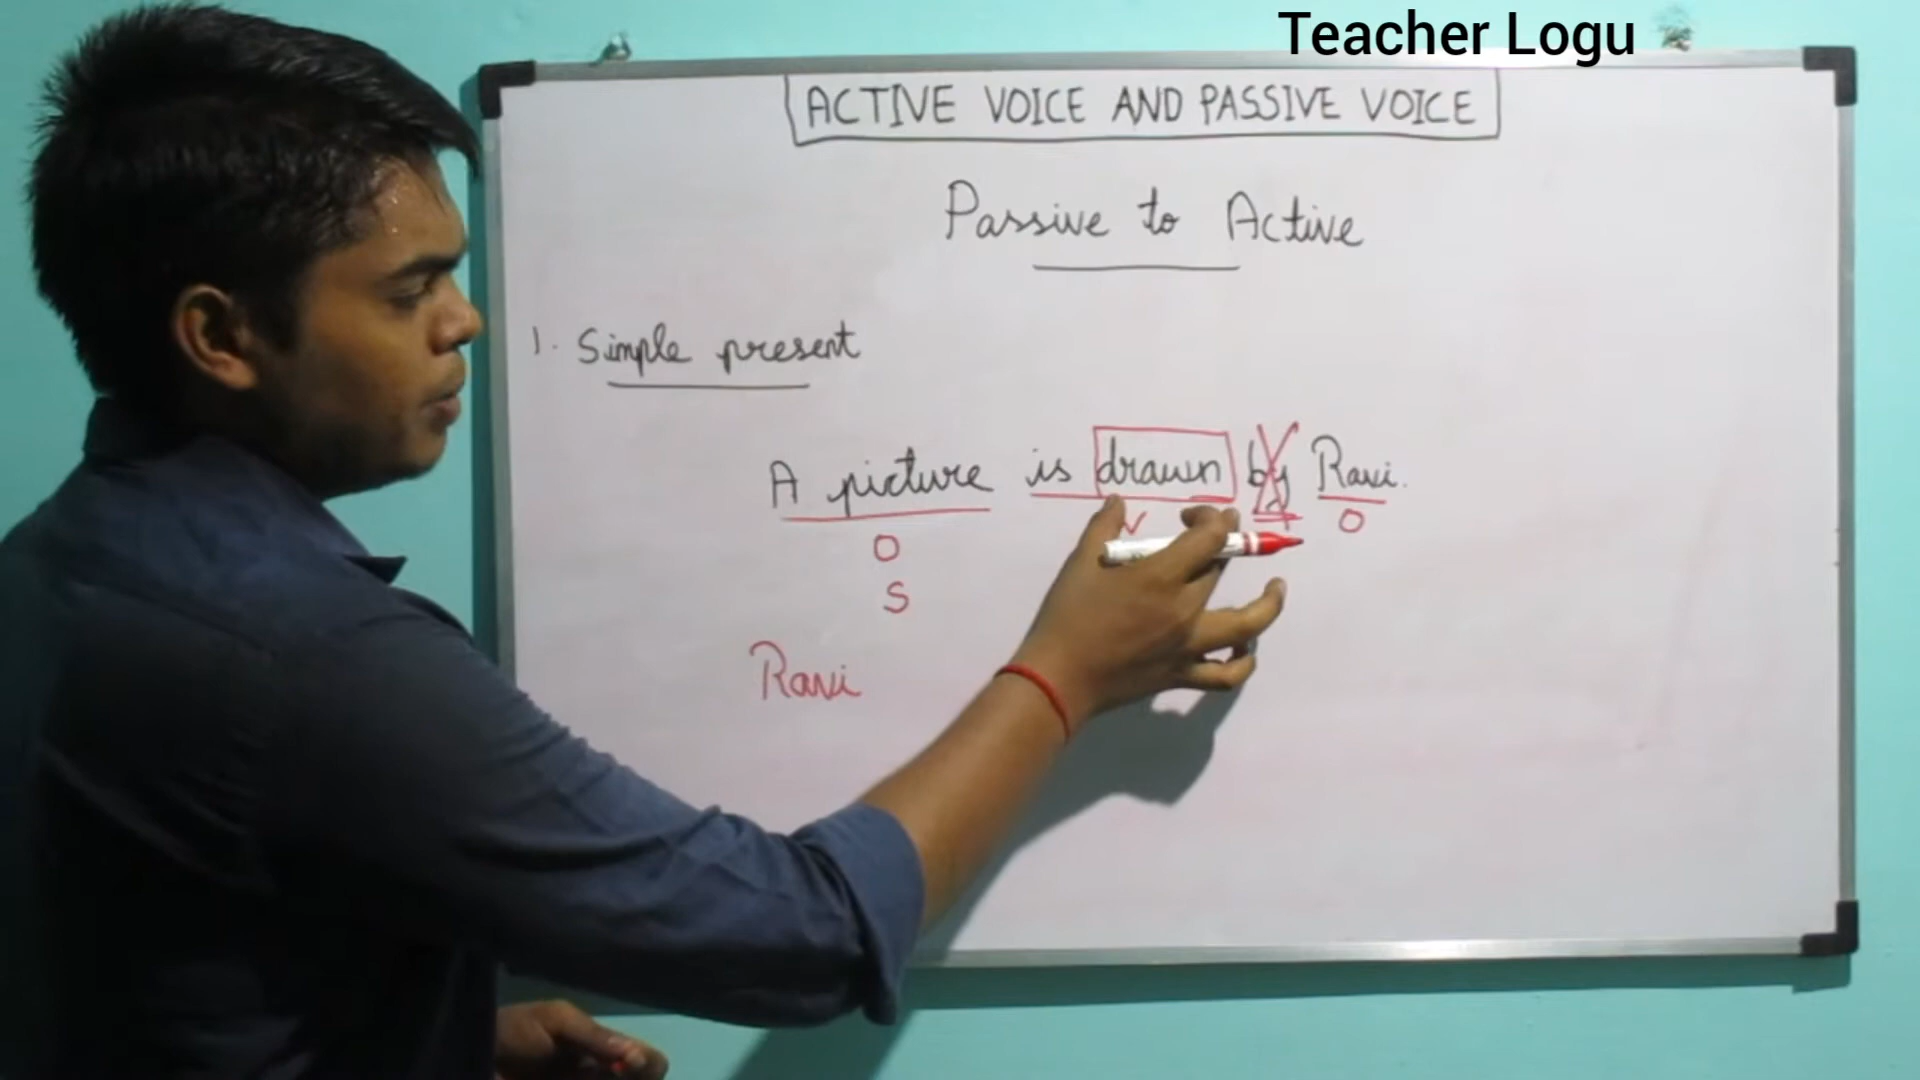 Teacher Logu
ACTIVE VOICE AND PASSIVE VOICE
Passive to Active
1. Simple present
A picture is drawn by Ravi.
O V O
S
Ravi